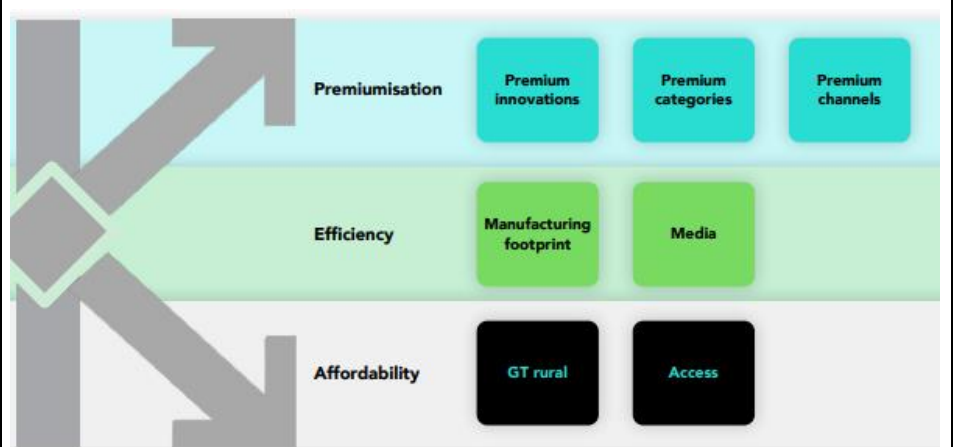 Premiumisation
Premium
innovations
Premium
categories
Premium
channels
Efficiency
Manufacturing
footprint
Media
Affordability
GT rural
Access